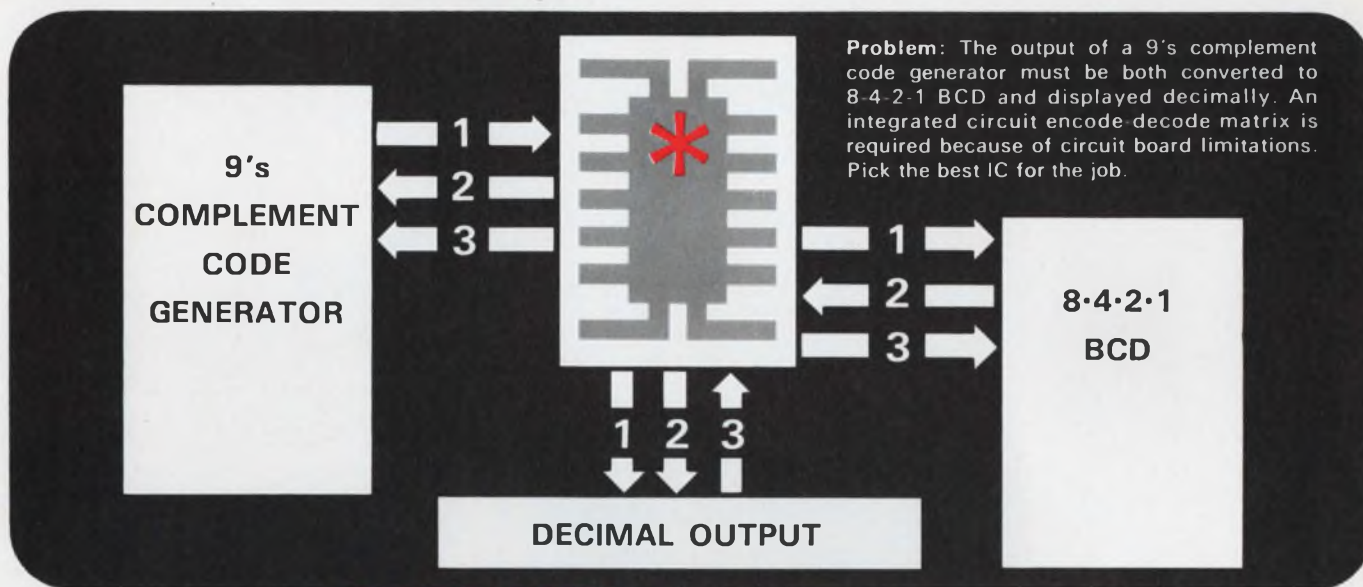 Problem: The output of a 9's complement
code generator must be both converted to
8-4-2-1 BCD and displayed decimally. An
integrated circuit encode-decode matrix is
required because of circuit board limitations.
Pick the best IC for the job.
9's
COMPLEMENT
CODE
GENERATOR
1
2
3
*
1
2
3
8·4·2·1
BCD
1 2 3
DECIMAL OUTPUT